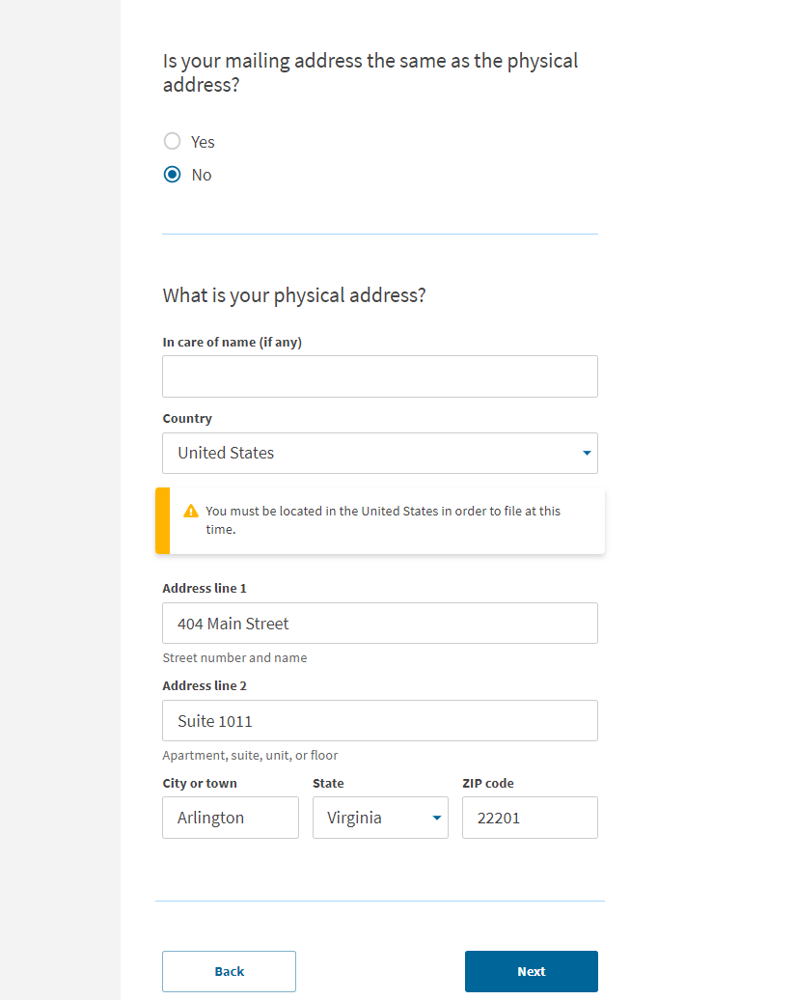 Is your mailing address the same as the physical
address?
Yes
No
What is your physical address?
In care of name (if any)
Country
United States
You must be located in the United States in order to file at this
time.
Address line 1
404 Main Street
Street number and name
Address line 2
Suite 1011
Apartment, suite, unit, or floor
City or town State ZIP code
Arlington Virginia 22201
Back Next